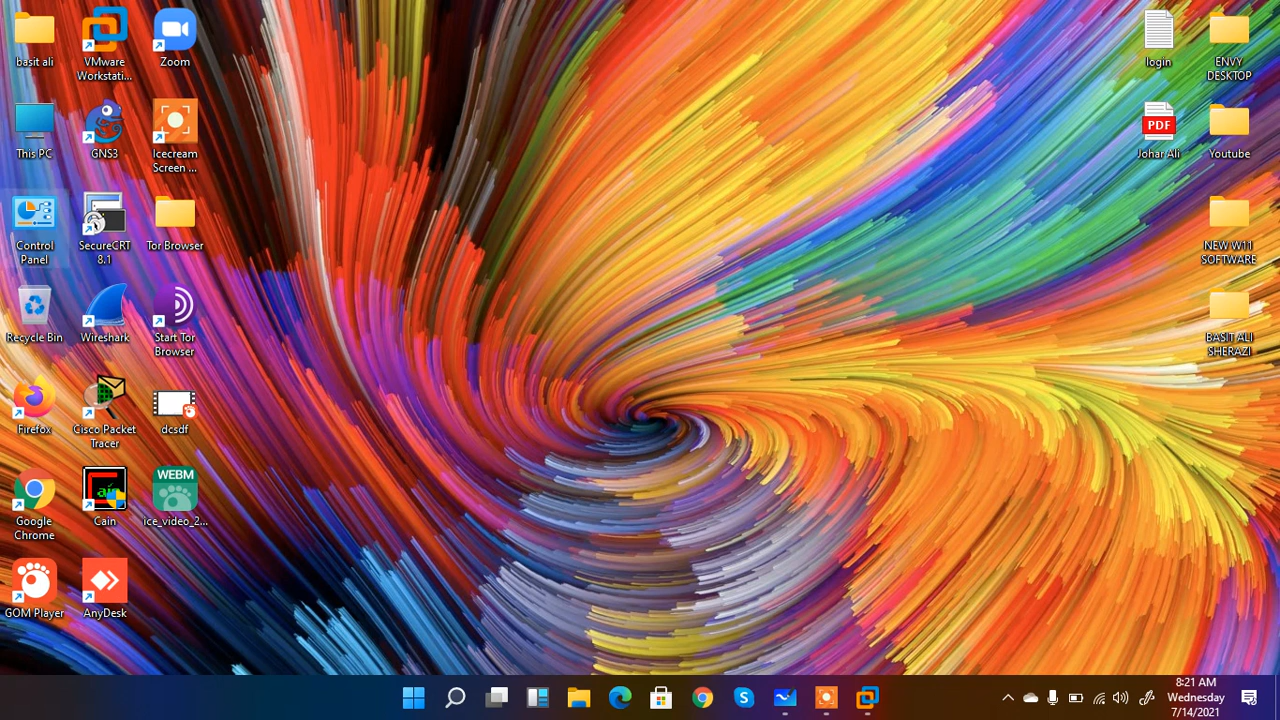 basit ali
VMware
Workstati...
Zoom
This PC
GNS3
Icecream
Screen ...
Control
Panel
SecureCRT
8.1
Tor Browser
Recycle Bin
Wireshark
Start Tor
Browser
Firefox
Cisco Packet
Tracer
dcsdf
Google
Chrome
Cain
WEBM
ice_video_2...
GOM Player
AnyDesk
login
ENVY
DESKTOP
PDF
Johar Ali
Youtube
NEW W11
SOFTWARE
BASIT ALI
SHERAZI
8:21 AM
Wednesday
7/14/2021